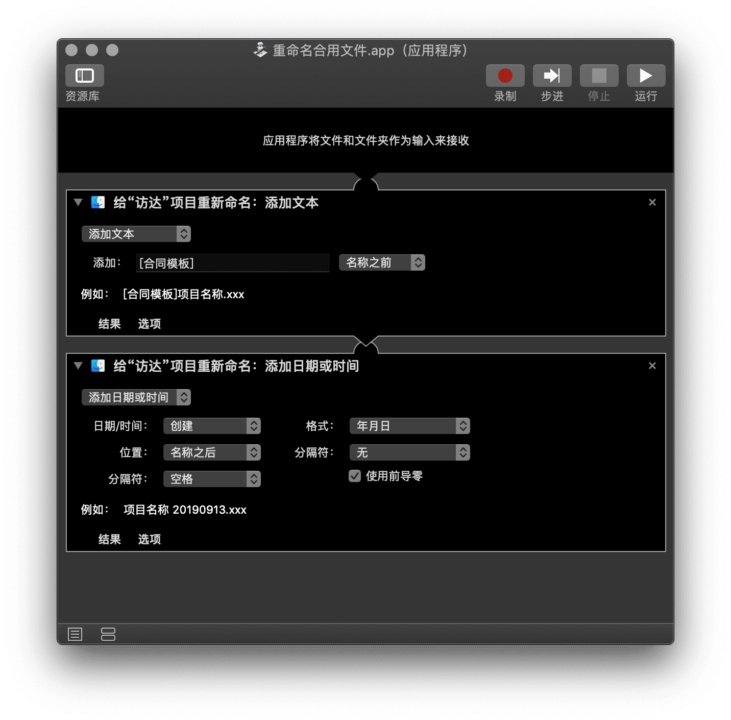 重命名合用文件.app（应用程序）
资源库 录制 步进 停止 运行
应用程序将文件和文件夹作为输入来接收
给“访达”项目重新命名：添加文本
添加文本
添加： [合同模板] 名称之前
例如： [合同模板]项目名称.xxx
结果 选项
给“访达”项目重新命名：添加日期或时间
添加日期或时间
日期/时间： 创建 格式： 年月日
位置： 名称之后 分隔符： 无
分隔符： 空格 使用前导零
例如： 项目名称 20190913.xxx
结果 选项